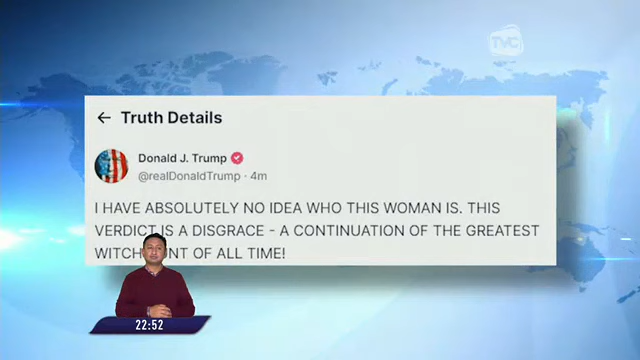 TVC
← Truth Details
Donald J. Trump
@realDonaldTrump · 4m
I HAVE ABSOLUTELY NO IDEA WHO THIS WOMAN IS. THIS
VERDICT IS A DISGRACE - A CONTINUATION OF THE GREATEST
OF ALL TIME!
22:52